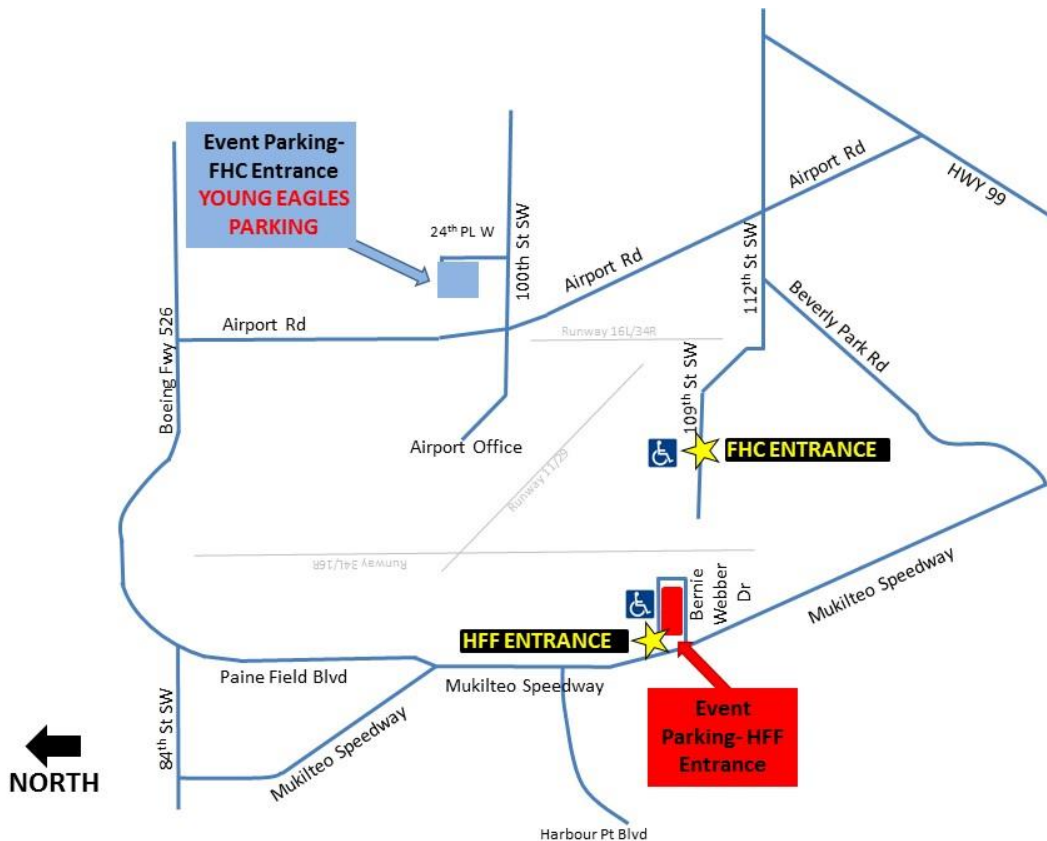 Event Parking-
FHC Entrance
YOUNG EAGLES
PARKING
24th PL W
100th St SW
Airport Rd
HWY 99
Airport Rd
112th St SW
Beverly Park Rd
Boeing Fwy 526
Airport Rd
Runway 16L/34R
109th St SW
Airport Office
FHC ENTRANCE
Runway 11/29
Runway 34L/16R
Bernie
Webber
Dr
Mukilteo Speedway
HFF ENTRANCE
Paine Field Blvd
Mukilteo Speedway
84th St SW
Mukilteo Speedway
Event
Parking- HFF
Entrance
NORTH
Harbour Pt Blvd